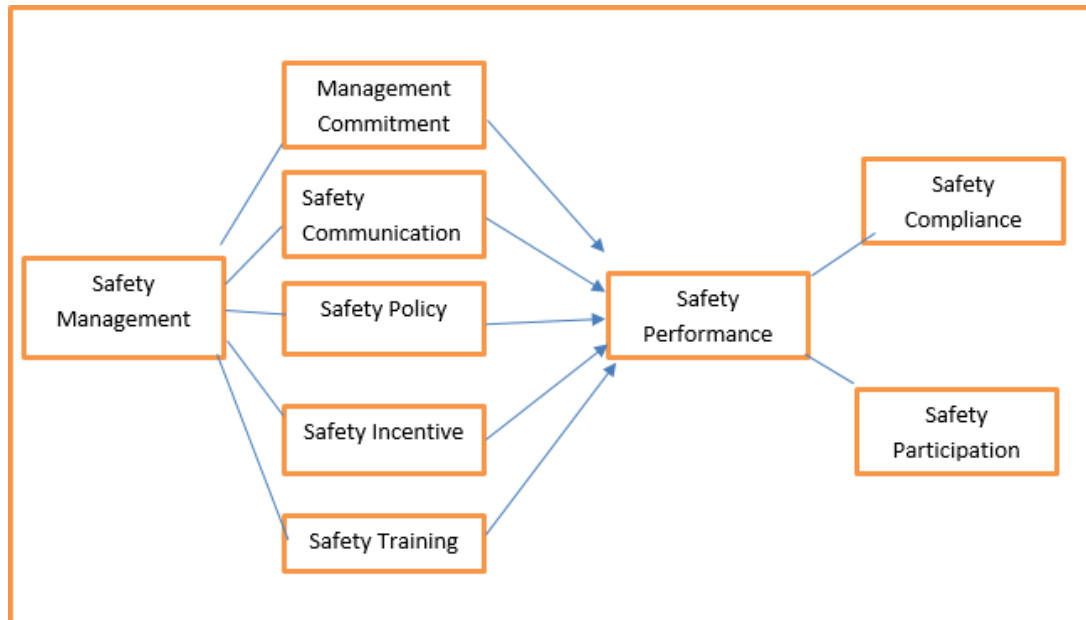 Management
Commitment
Safety
Communication
Safety
Compliance
Safety
Management
Safety Policy
Safety
Performance
Safety Incentive
Safety
Participation
Safety Training